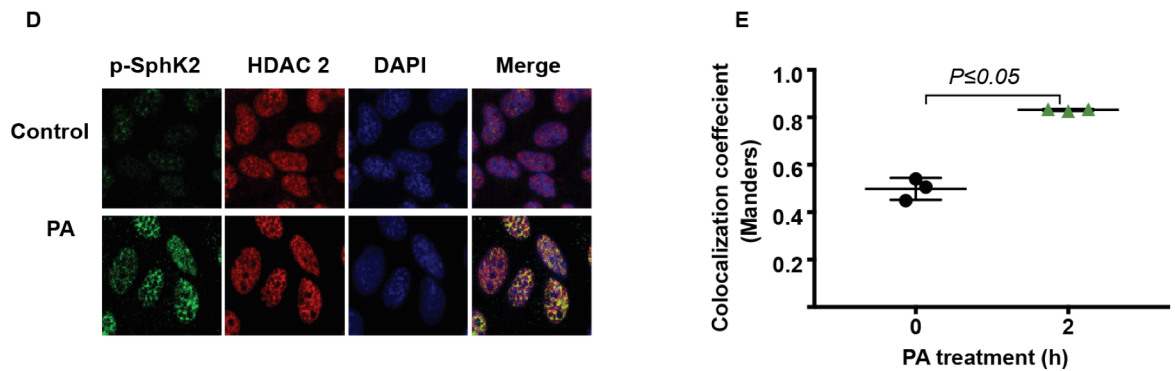 D
p-SphK2 HDAC 2 DAPI Merge
Control
PA
E
Colocalization coeffecient
(Manders)
1.0
0.8
0.6
0.4
0.2
P≤0.05
0 2
PA treatment (h)